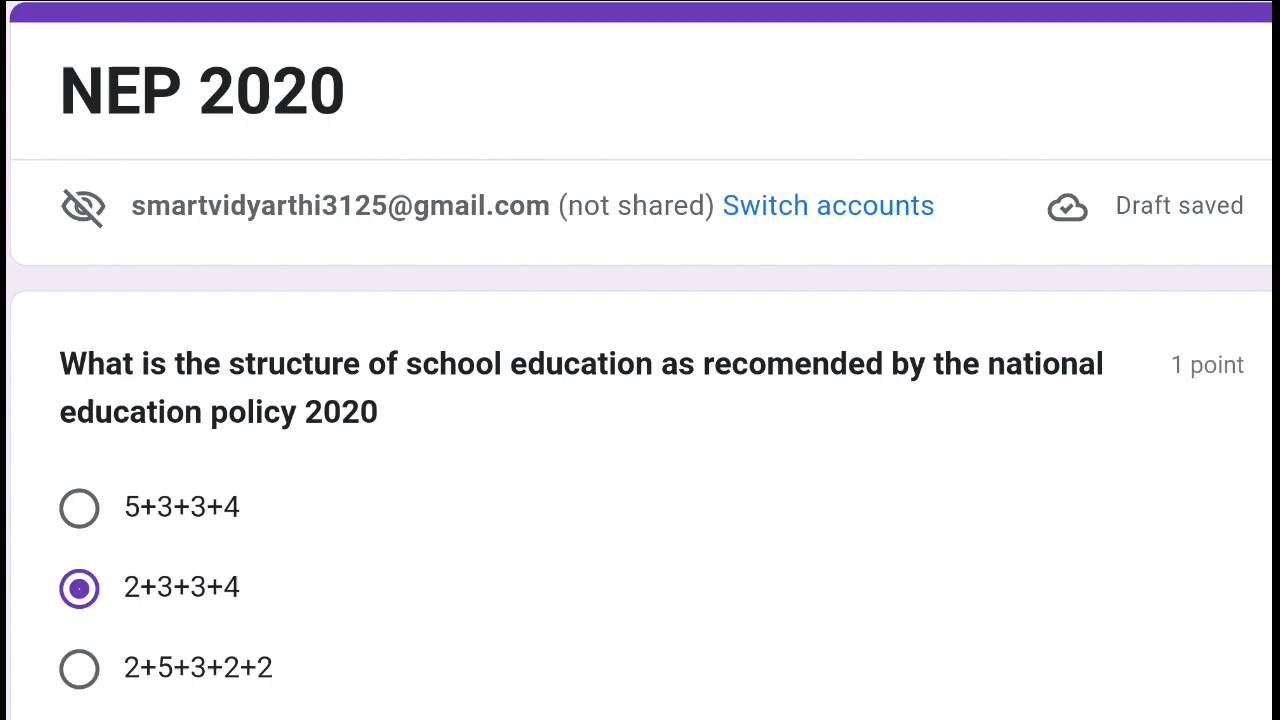 NEP 2020
smartvidyarthi3125@gmail.com (not shared) Switch accounts Draft saved
What is the structure of school education as recomended by the national 1 point
education policy 2020
5+3+3+4
2+3+3+4
2+5+3+2+2